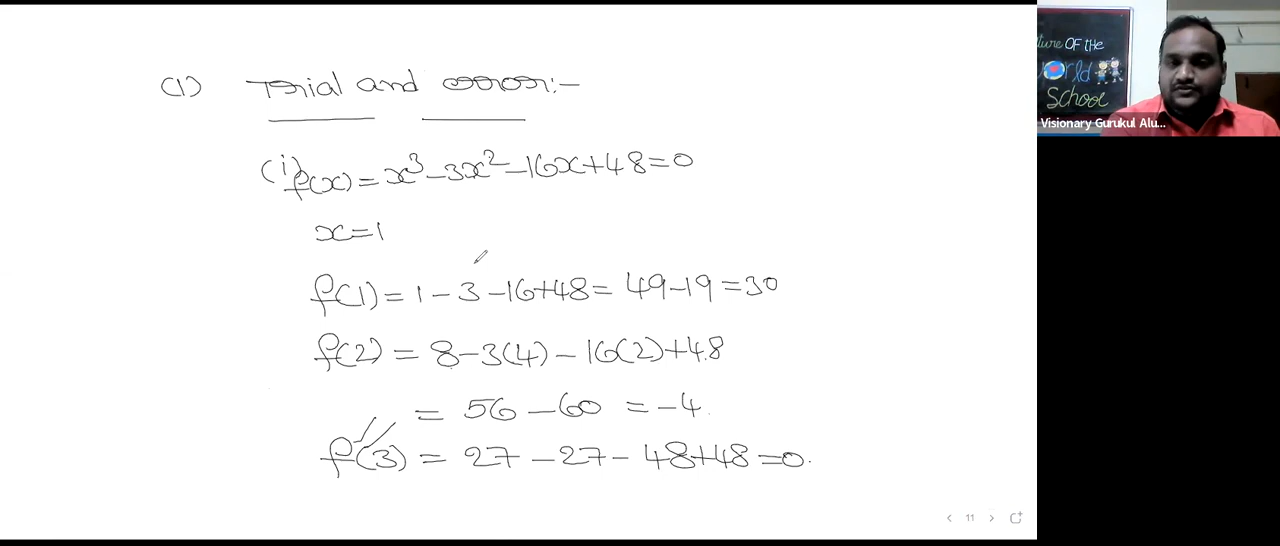 (1) Trial and error:-
(i) f(x) = x³ - 3x² - 16x + 48 = 0
x = 1
f(1) = 1 - 3 - 16 + 48 = 49 - 19 = 30
f(2) = 8 - 3(4) - 16(2) + 48
= 56 - 60 = -4.
f(3) = 27 - 27 - 48 + 48 = 0.
11
ture OF tHe
World
ScHool
Visionary Gurukul Alu...